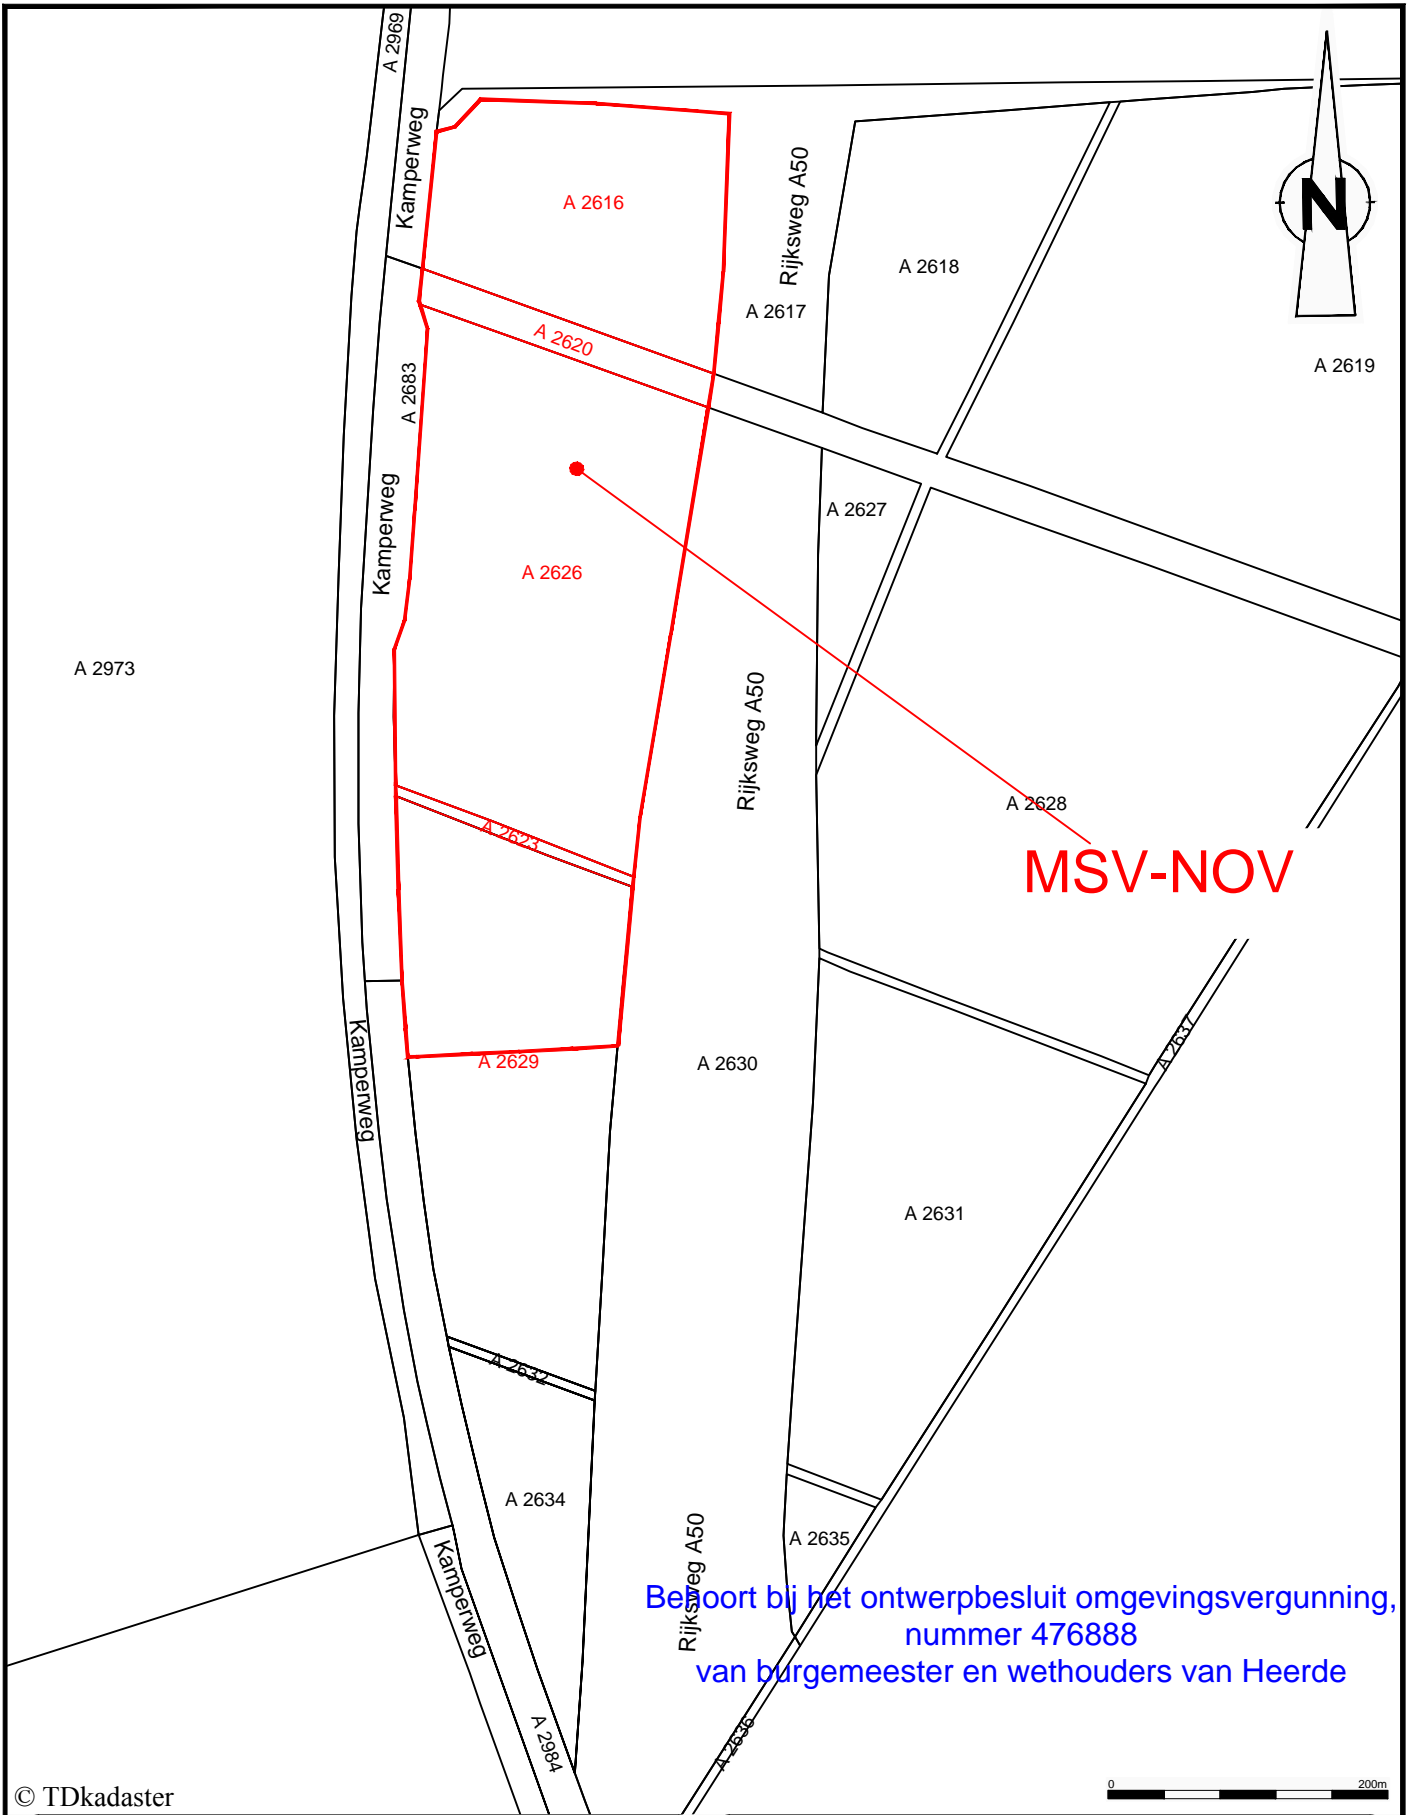 A 2969
Kamperweg
A 2616
Rijksweg A50
N
A 2618
A 2617
A 2620
A 2619
A 2683
Kamperweg
A 2627
A 2626
A 2973
Rijksweg A50
A 2628
A 2623
MSV-NOV
Kamperweg
A 2637
A 2629
A 2630
A 2631
A 2632
A 2634
A 2635
Kamperweg
Rijksweg A50
Behoort bij het ontwerpbesluit omgevingsvergunning,
nummer 476888
van burgemeester en wethouders van Heerde
A 2984
A 2636
© TDkadaster
0 200m